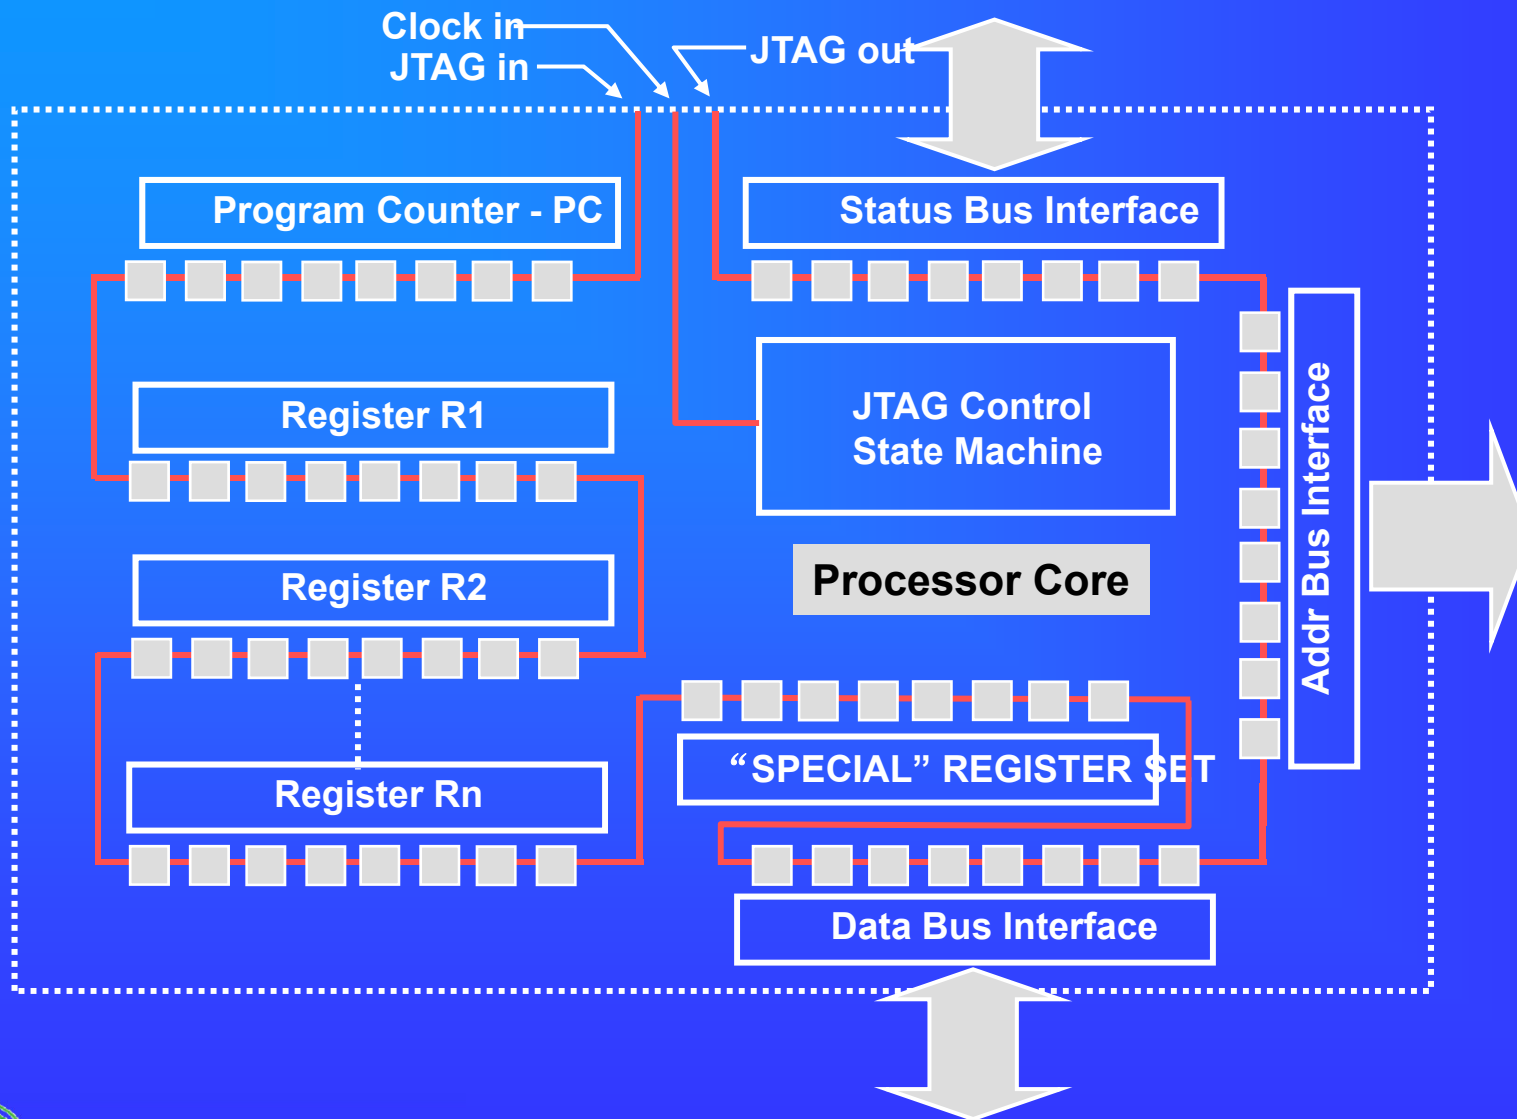 Clock in
JTAG in
JTAG out
Program Counter - PC
Status Bus Interface
Register R1
JTAG Control
State Machine
Addr Bus Interface
Register R2
Processor Core
“SPECIAL” REGISTER SET
Register Rn
Data Bus Interface